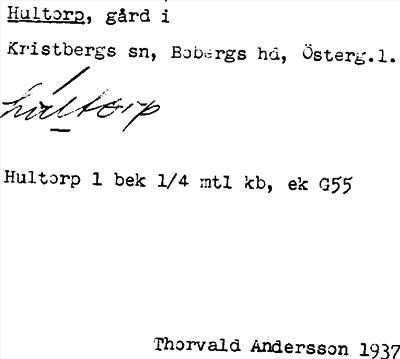 Hultorp, gård i
Kristbergs sn, Bobergs hd, Österg.l.
hultorp
Hultorp 1 bek 1/4 mtl kb, ek G55
Thorvald Andersson 1937